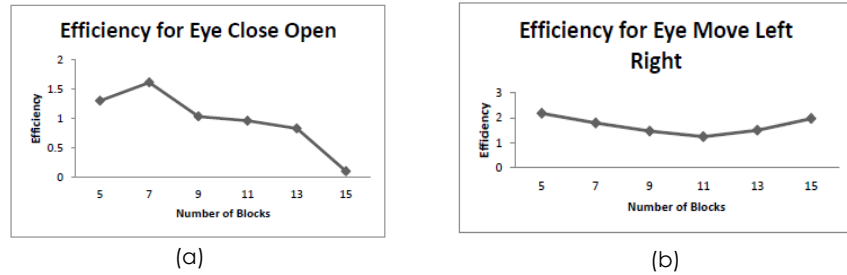 Efficiency for Eye Close Open
2
1.5
1
0.5
0
Efficiency
5 7 9 11 13 15
Number of Blocks
(a)
Efficiency for Eye Move Left
Right
3
2
1
0
Efficiency
5 7 9 11 13 15
Number of Blocks
(b)